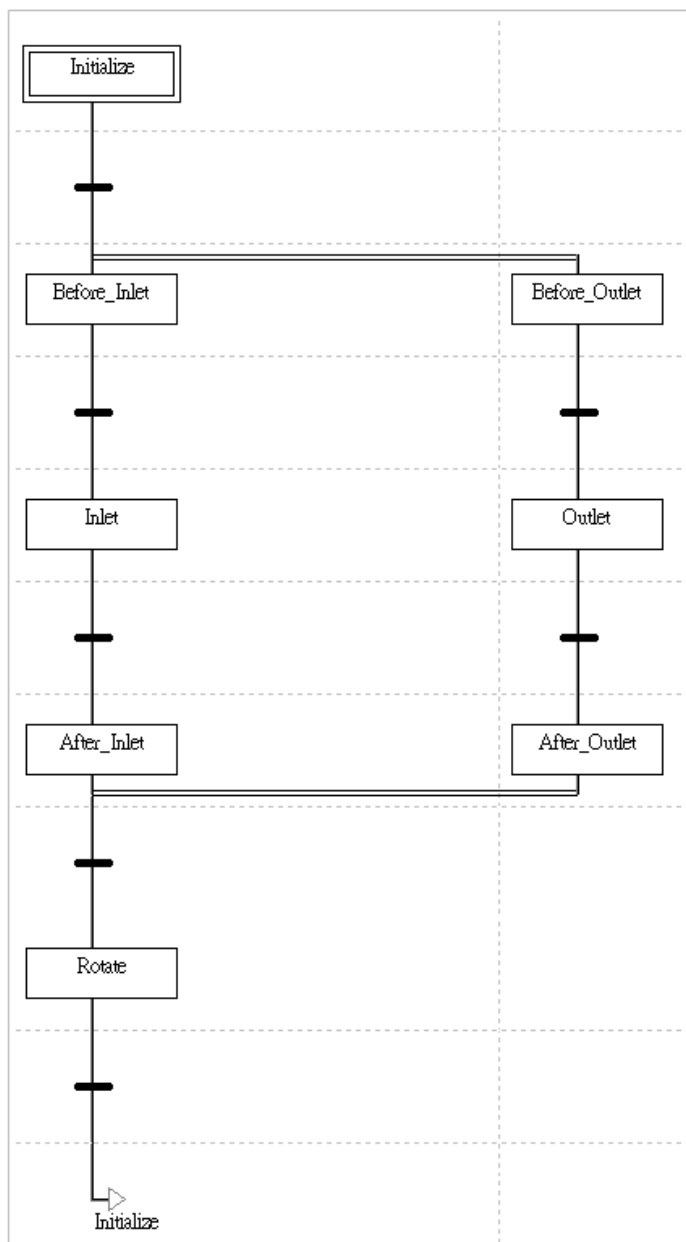 Initialize
Before_Inlet
Before_Outlet
Inlet
Outlet
After_Inlet
After_Outlet
Rotate
Initialize